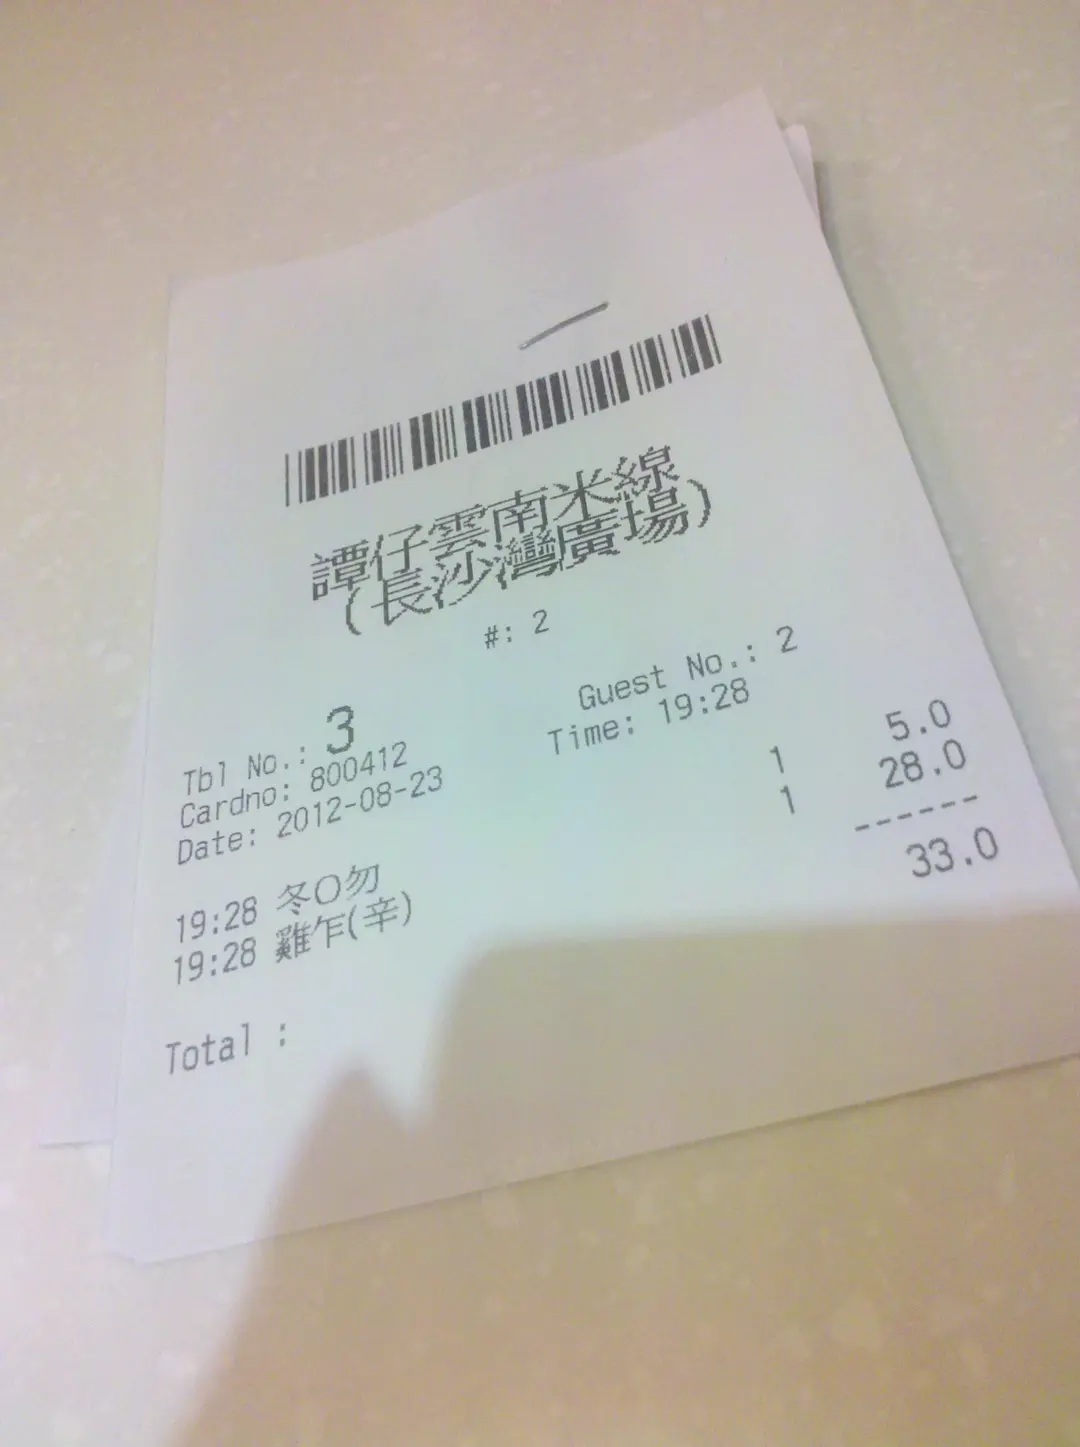 譚仔雲南米線
(長沙灣廣場)
#: 2
Tbl No.: 3 Guest No.: 2
Cardno: 800412 Time: 19:28
Date: 2012-08-23
19:28 冬O勿 1 5.0
19:28 雞乍(辛) 1 28.0
------
Total : 33.0